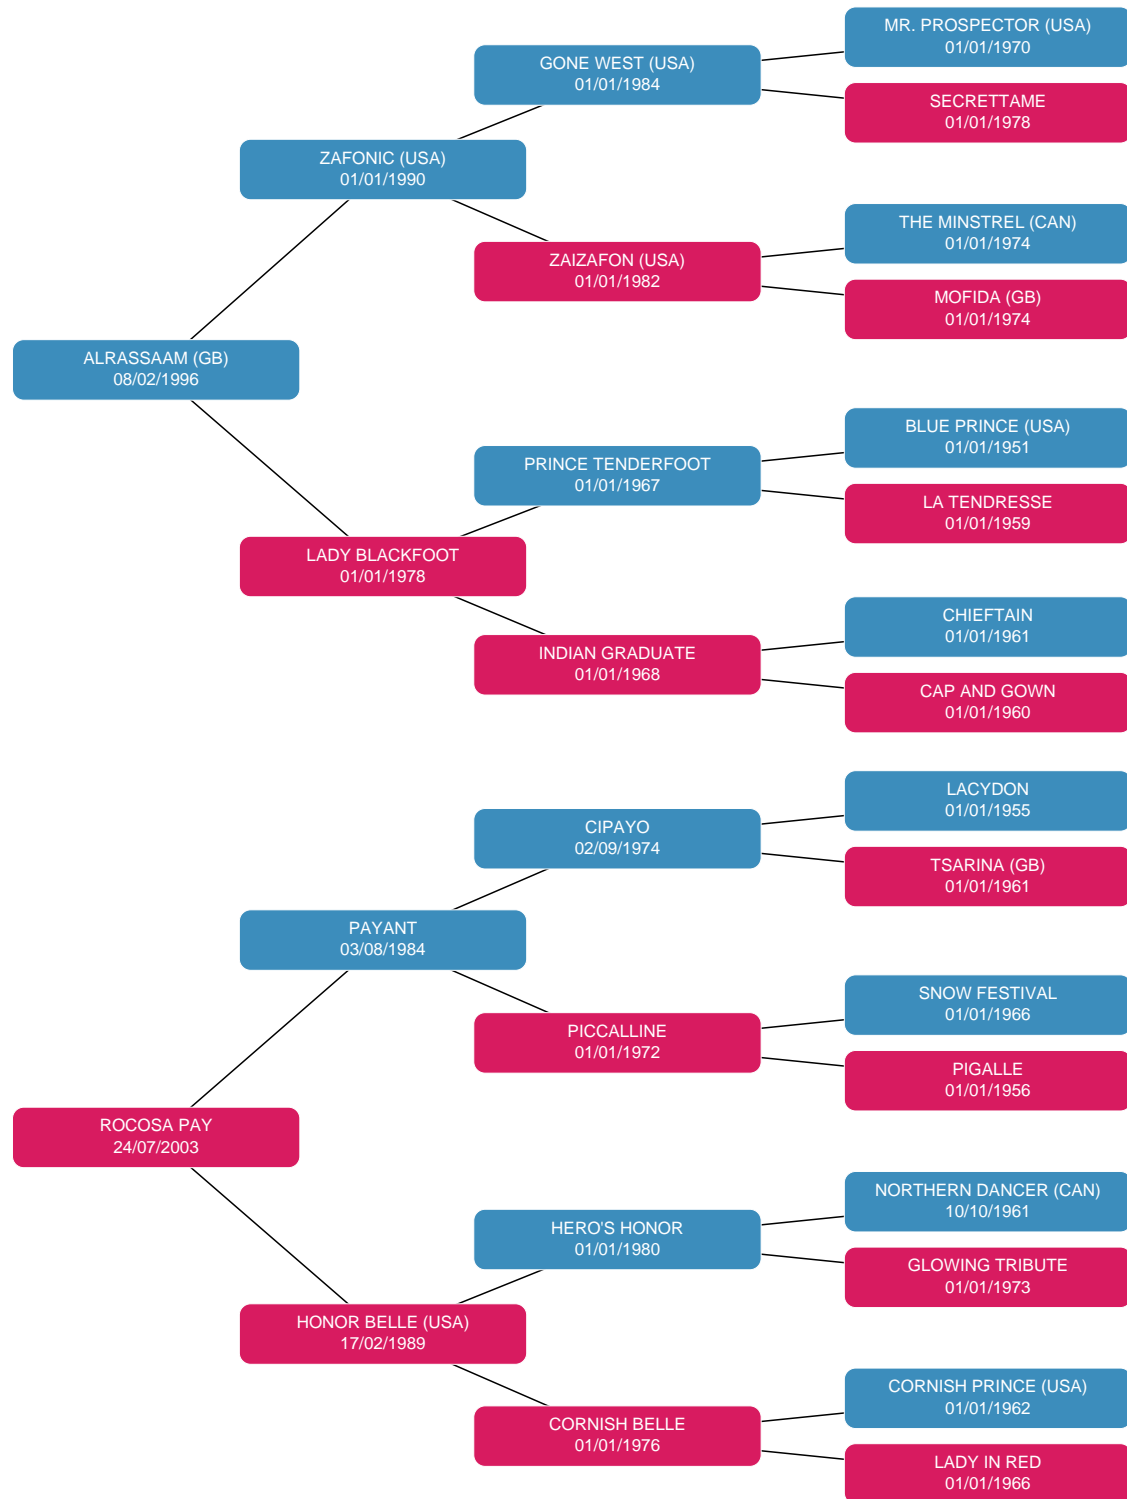 MR. PROSPECTOR (USA)
01/01/1970
GONE WEST (USA)
01/01/1984
SECRETTAME
01/01/1978
ZAFONIC (USA)
01/01/1990
THE MINSTREL (CAN)
01/01/1974
ZAIZAFON (USA)
01/01/1982
MOFIDA (GB)
01/01/1974
ALRASSAAM (GB)
08/02/1996
BLUE PRINCE (USA)
01/01/1951
PRINCE TENDERFOOT
01/01/1967
LA TENDRESSE
01/01/1959
LADY BLACKFOOT
01/01/1978
CHIEFTAIN
01/01/1961
INDIAN GRADUATE
01/01/1968
CAP AND GOWN
01/01/1960
LACYDON
01/01/1955
CIPAYO
02/09/1974
TSARINA (GB)
01/01/1961
PAYANT
03/08/1984
SNOW FESTIVAL
01/01/1966
PICCALLINE
01/01/1972
PIGALLE
01/01/1956
ROCOSA PAY
24/07/2003
NORTHERN DANCER (CAN)
10/10/1961
HERO'S HONOR
01/01/1980
GLOWING TRIBUTE
01/01/1973
HONOR BELLE (USA)
17/02/1989
CORNISH PRINCE (USA)
01/01/1962
CORNISH BELLE
01/01/1976
LADY IN RED
01/01/1966